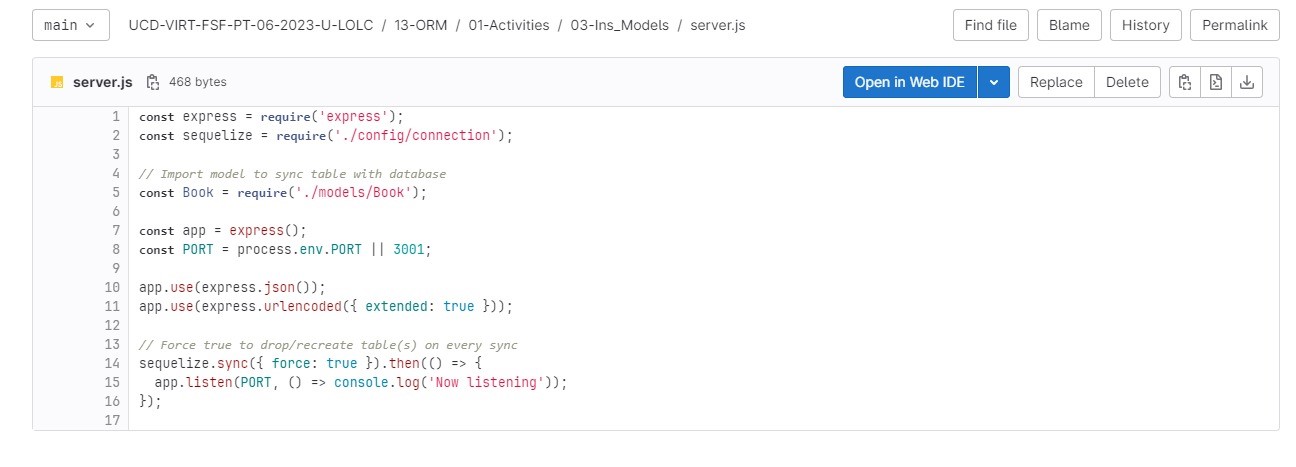 main UCD-VIRT-FSF-PT-06-2023-U-LOLC / 13-ORM / 01-Activities / 03-Ins_Models / server.js Find file Blame History Permalink
server.js 468 bytes Open in Web IDE Replace Delete
1 const express = require('express');
2 const sequelize = require('./config/connection');
3
4 // Import model to sync table with database
5 const Book = require('./models/Book');
6
7 const app = express();
8 const PORT = process.env.PORT || 3001;
9
10 app.use(express.json());
11 app.use(express.urlencoded({ extended: true }));
12
13 // Force true to drop/recreate table(s) on every sync
14 sequelize.sync({ force: true }).then(() => {
15   app.listen(PORT, () => console.log('Now listening'));
16 });
17